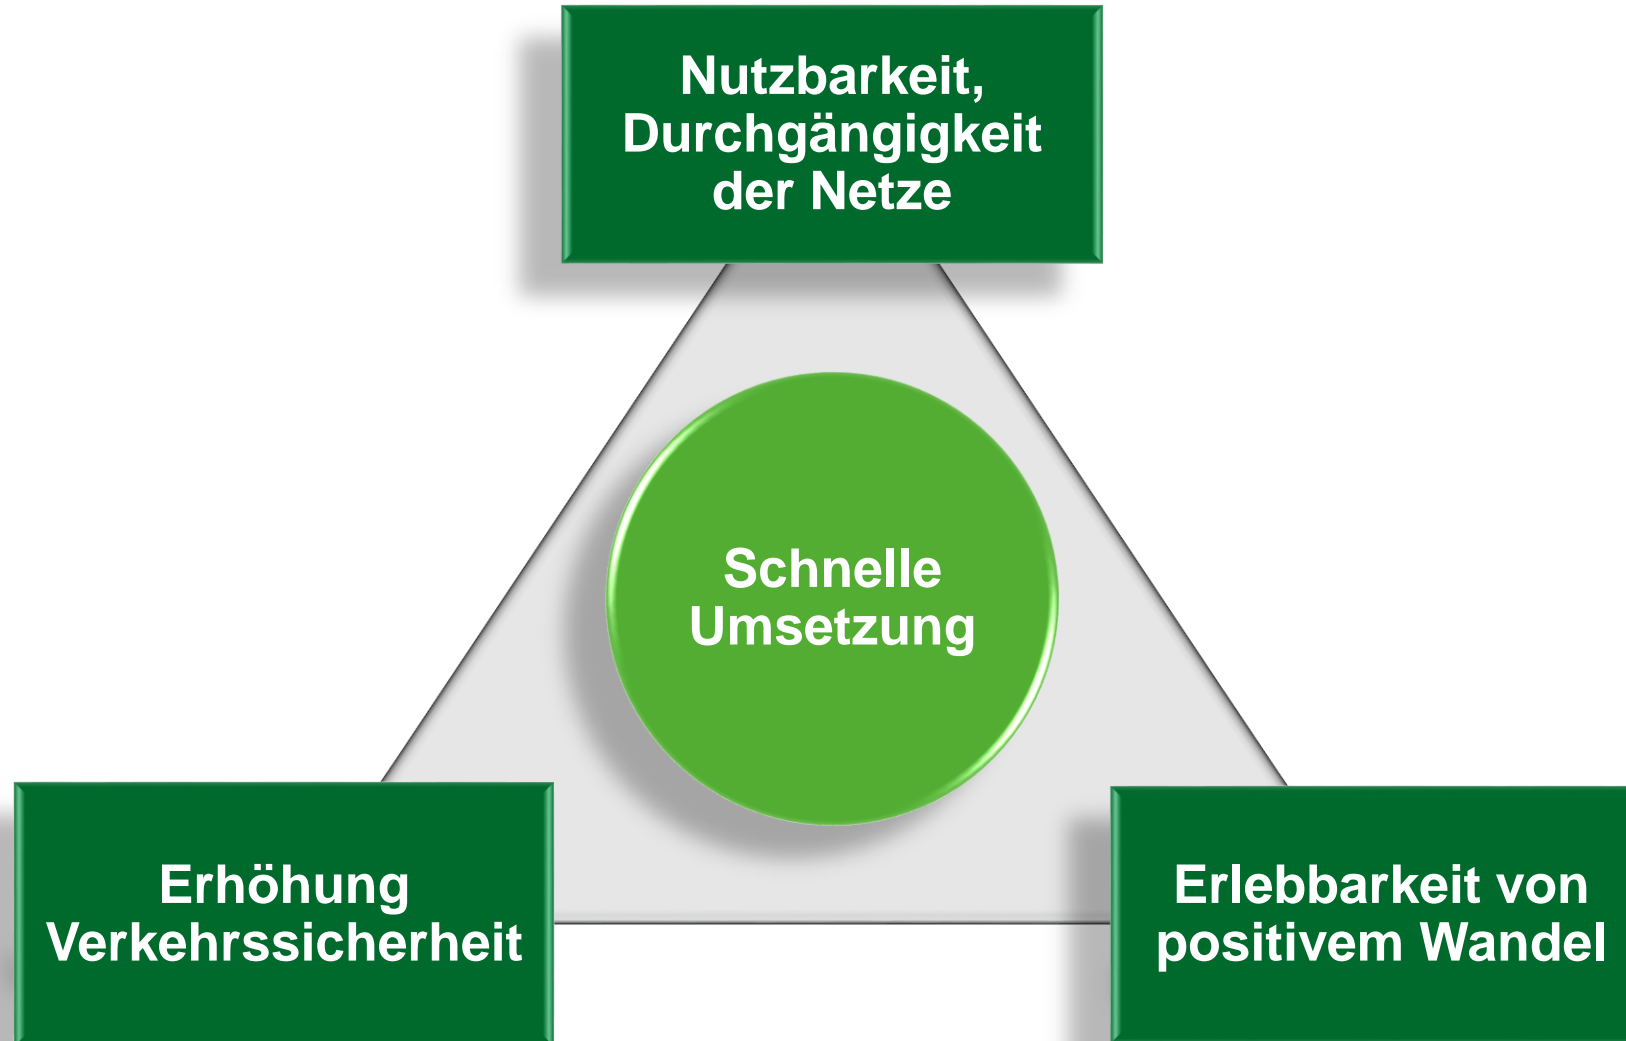 Nutzbarkeit,
Durchgängigkeit
der Netze
Schnelle
Umsetzung
Erhöhung
Verkehrssicherheit
Erlebbarkeit von
positivem Wandel